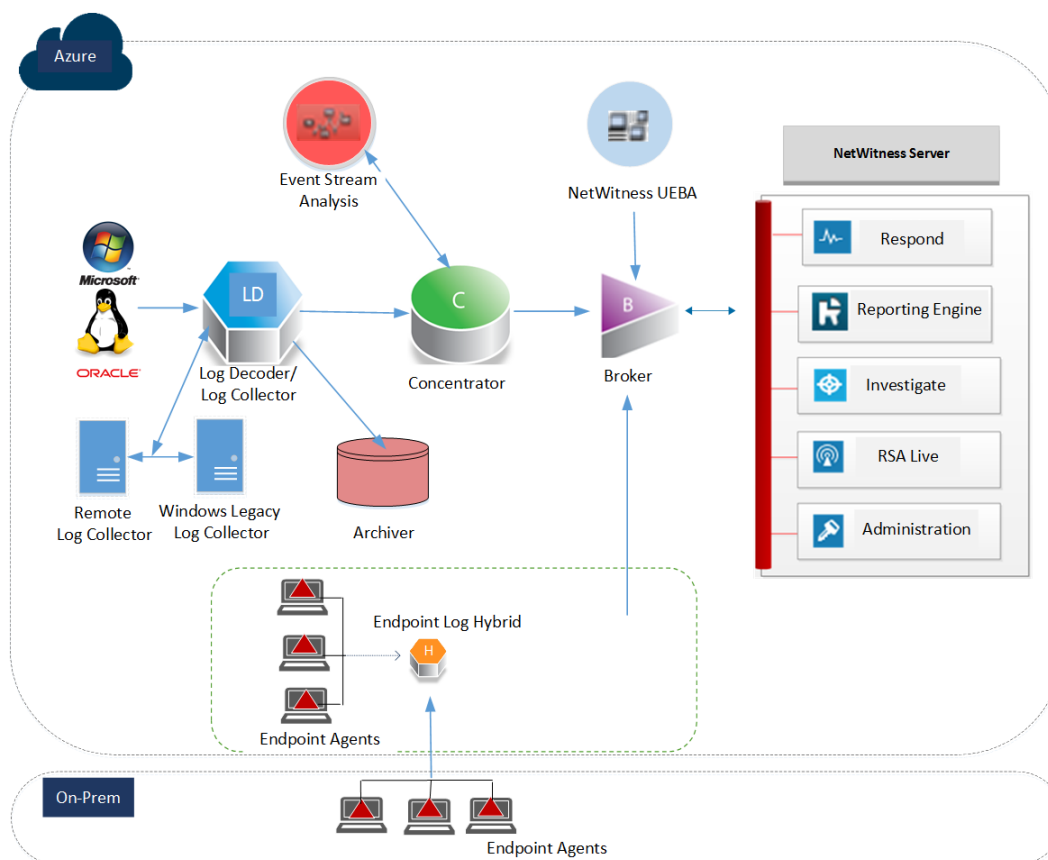 Azure
Event Stream
Analysis
NetWitness UEBA
NetWitness Server
Microsoft
ORACLE
LD
Log Decoder/
Log Collector
C
Concentrator
B
Broker
Respond
Reporting Engine
Investigate
RSA Live
Administration
Remote
Log Collector
Windows Legacy
Log Collector
Archiver
Endpoint Log Hybrid
H
Endpoint Agents
On-Prem
Endpoint Agents